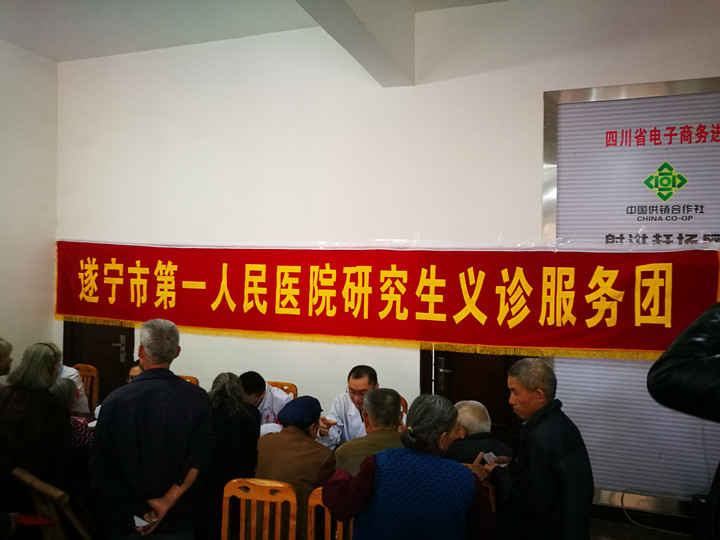 四川省电子商务进
中国供销合作社
CHINA CO-OP
遂宁市第一人民医院研究生义诊服务团